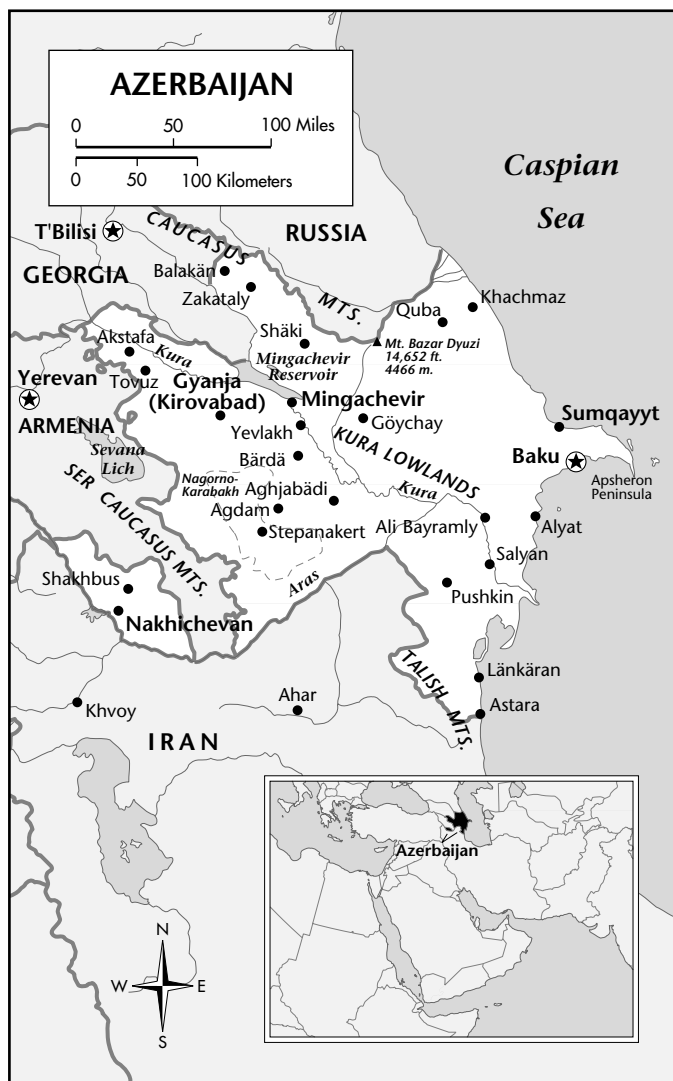 AZERBAIJAN
0 50 100 Miles
0 50 100 Kilometers
Caspian
Sea
T'Bilisi
CAUCASUS
MTS.
RUSSIA
GEORGIA
Balakän
Zakataly
Quba
Khachmaz
Shäki
Mt. Bazar Dyuzi
14,652 ft.
4466 m.
Akstafa
Kura
Mingachevir
Reservoir
Yerevan
Tovuz
Gyanja
(Kirovabad)
Mingachevir
ARMENIA
Göychay
Sumqayyt
Sevana
Lich
Yevlakh
KURA LOWLANDS
Bärdä
Baku
SER CAUCASUS MTS.
Nagorno-
Karabakh
Aghjabädi
Kura
Apsheron
Peninsula
Agdam
Stepanakert
Ali Bayramly
Alyat
Salyan
Shakhbus
Aras
Pushkin
Nakhichevan
TALISH MTS.
Länkäran
Khvoy
Ahar
Astara
IRAN
Azerbaijan
N
W E
S